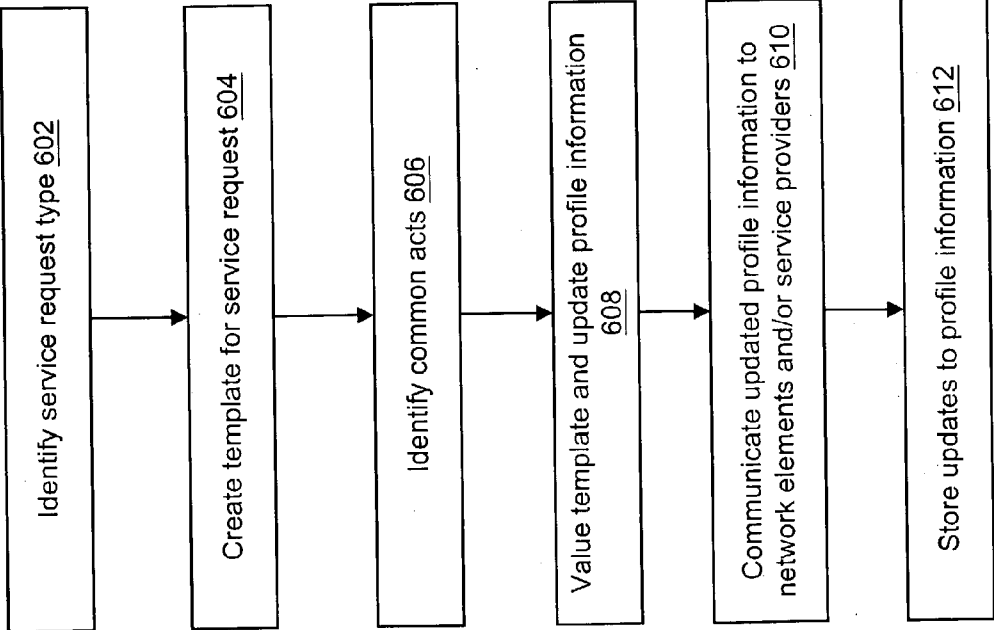 Identify service request type 602
Create template for service request 604
Identify common acts 606
Value template and update profile information
608
Communicate updated profile information to
network elements and/or service providers 610
Store updates to profile information 612